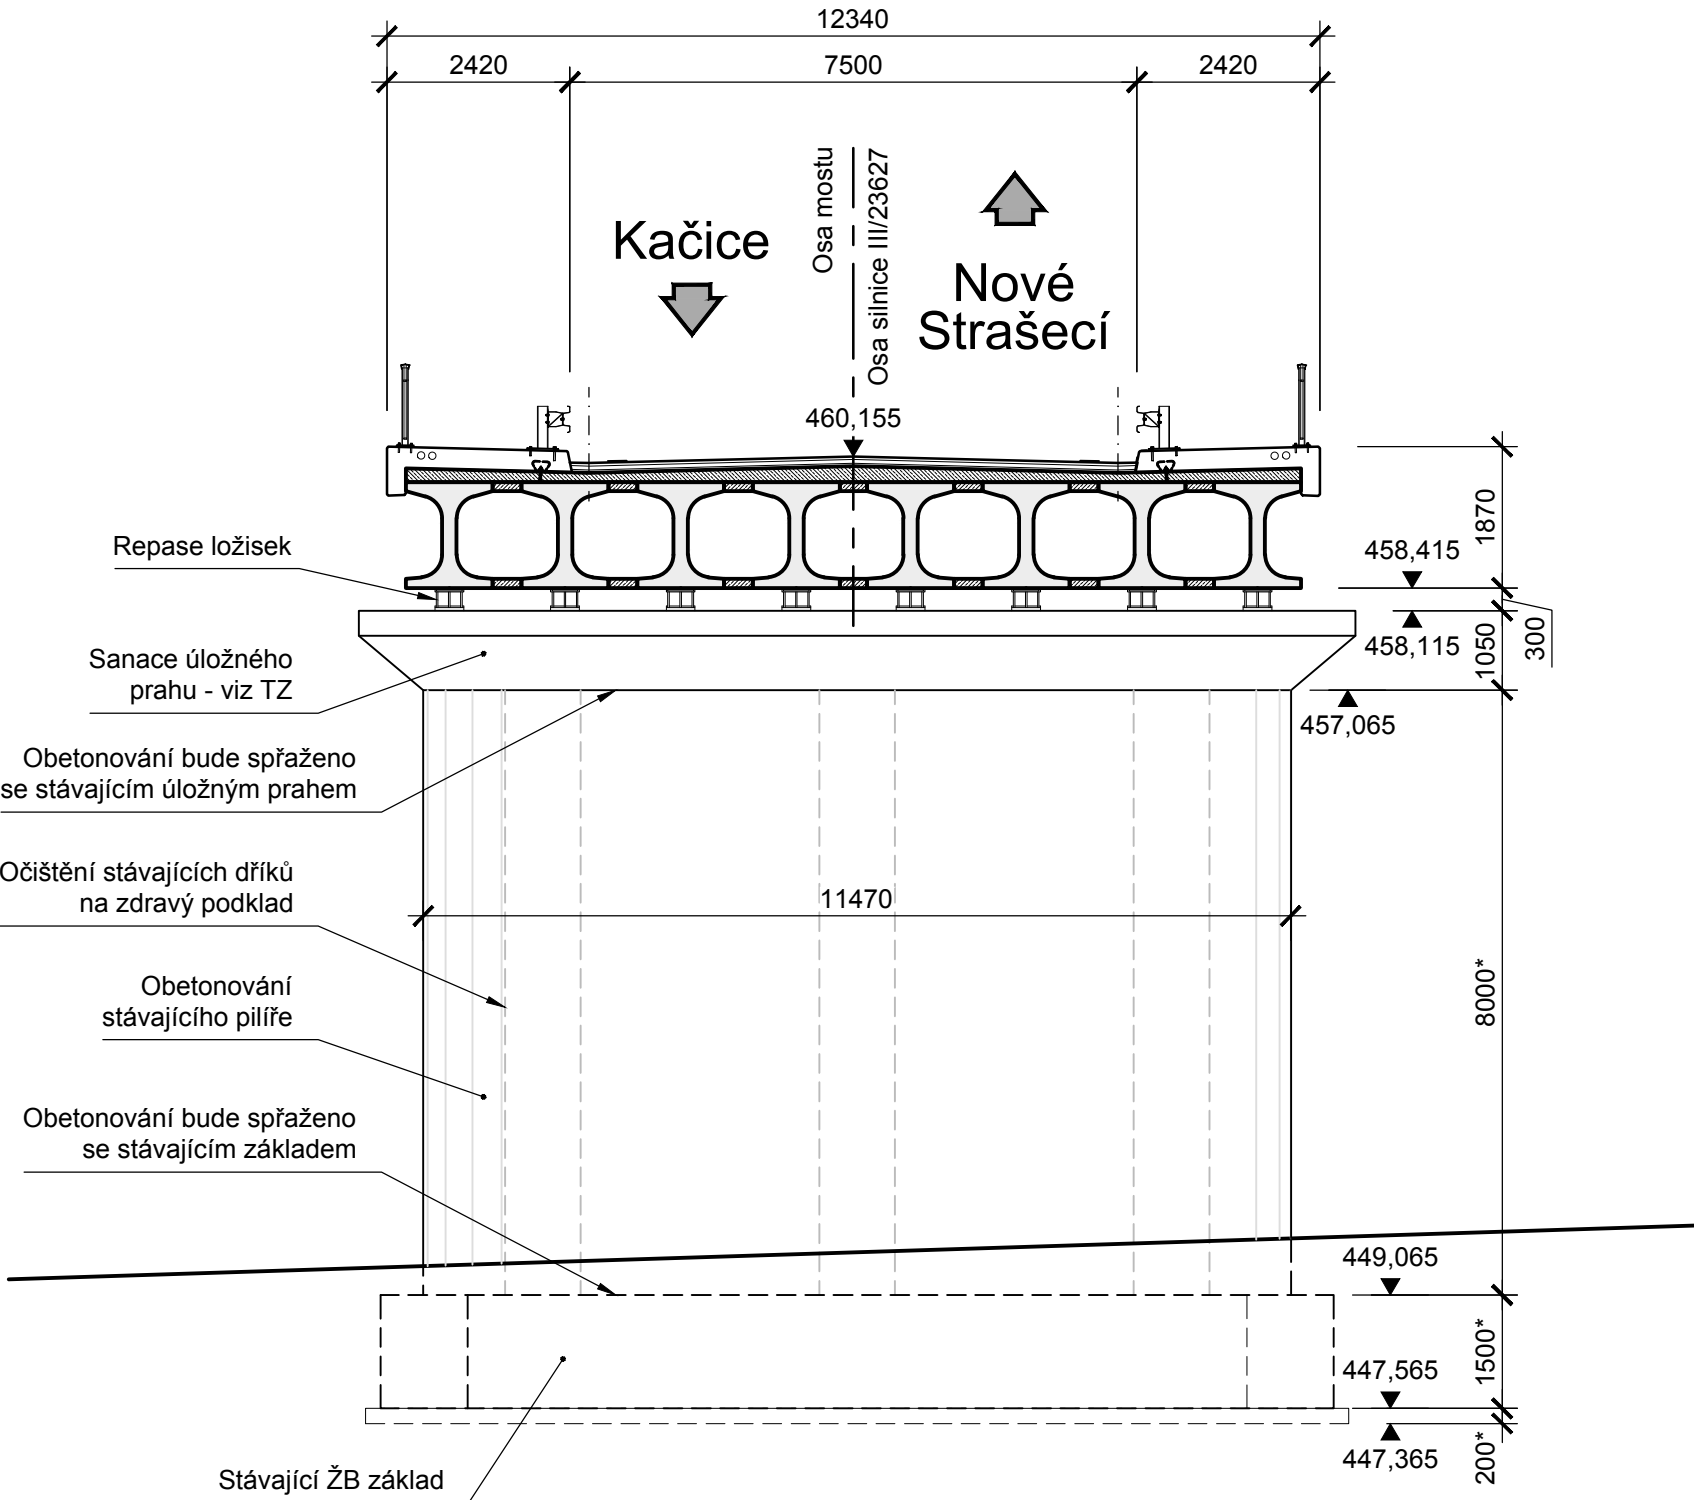 12340
2420
7500
2420
Osa mostu
Osa silnice III/23627
Kačice
Nové
Strašecí
460,155
Repase ložisek
458,415
1870
Sanace úložného
prahu - viz TZ
458,115
1050
300
457,065
Obetonování bude spřaženo
se stávajícím úložným prahem
Očištění stávajících dříků
na zdravý podklad
11470
8000*
Obetonování
stávajícího pilíře
Obetonování bude spřaženo
se stávajícím základem
449,065
1500*
447,565
447,365
200*
Stávající ŽB základ